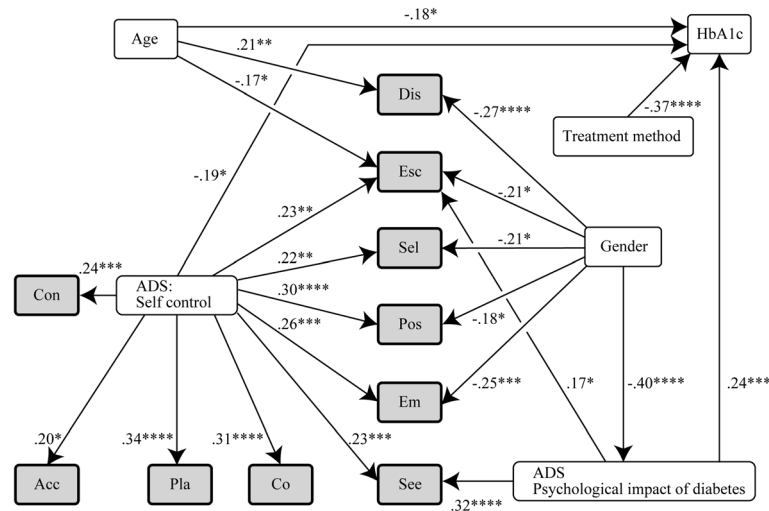 -.18*
Age
HbA1c
.21**
-.17*
Dis
-.27****
-.37****
Treatment method
Esc
-.19*
-.21*
.23**
Sel
-.21*
Gender
.22**
.24***
Con
ADS:
Self control
.30****
Pos
-.18*
.26***
Em
-.25***
.17*
-.40****
.24***
.20*
.34****
.31****
.23***
Acc
Pla
Co
See
ADS
Psychological impact of diabetes
.32****